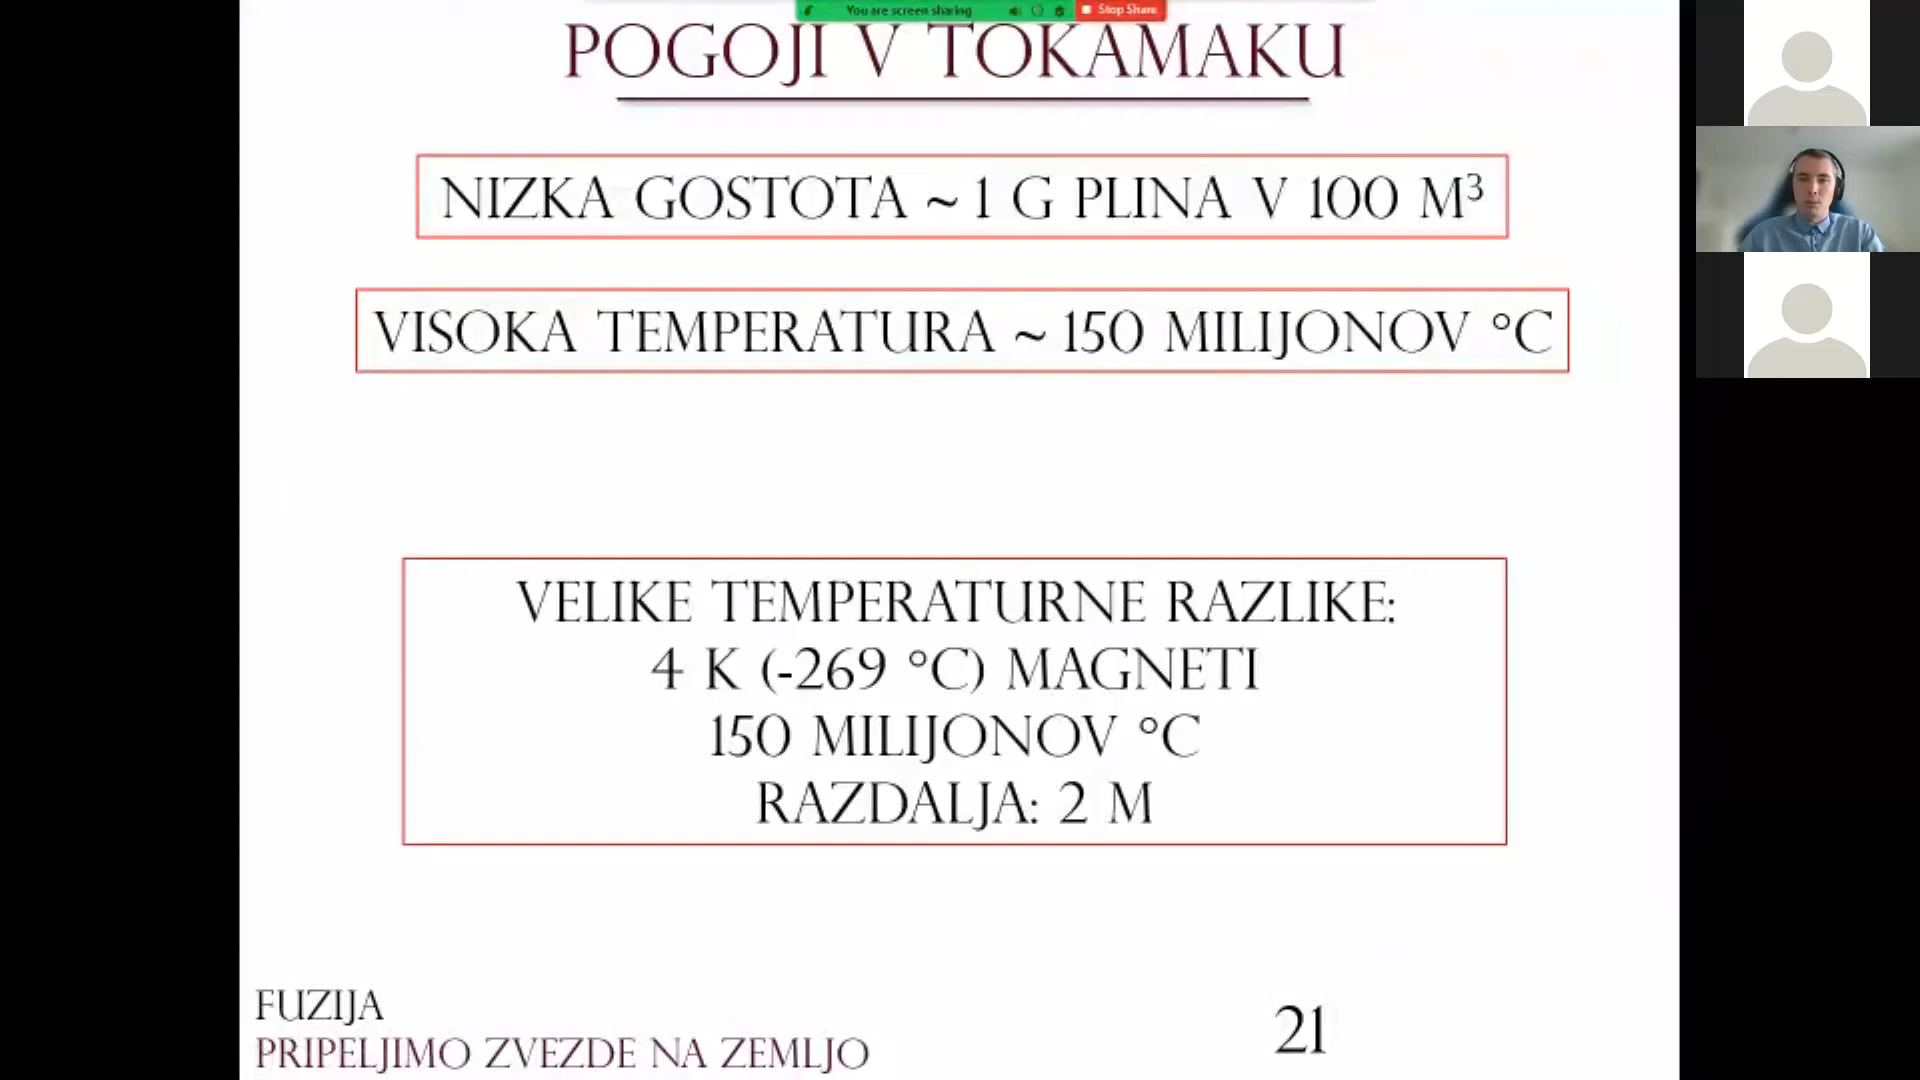 You are screen sharing
Stop Share
POGOJI V TOKAMAKU
NIZKA GOSTOTA ~ 1 G PLINA V 100 M³
VISOKA TEMPERATURA ~ 150 MILIJONOV °C
VELIKE TEMPERATURNE RAZLIKE:
4 K (-269 °C) MAGNETI
150 MILIJONOV °C
RAZDALJA: 2 M
FUZIJA
PRIPELJIMO ZVEZDE NA ZEMLJO
21